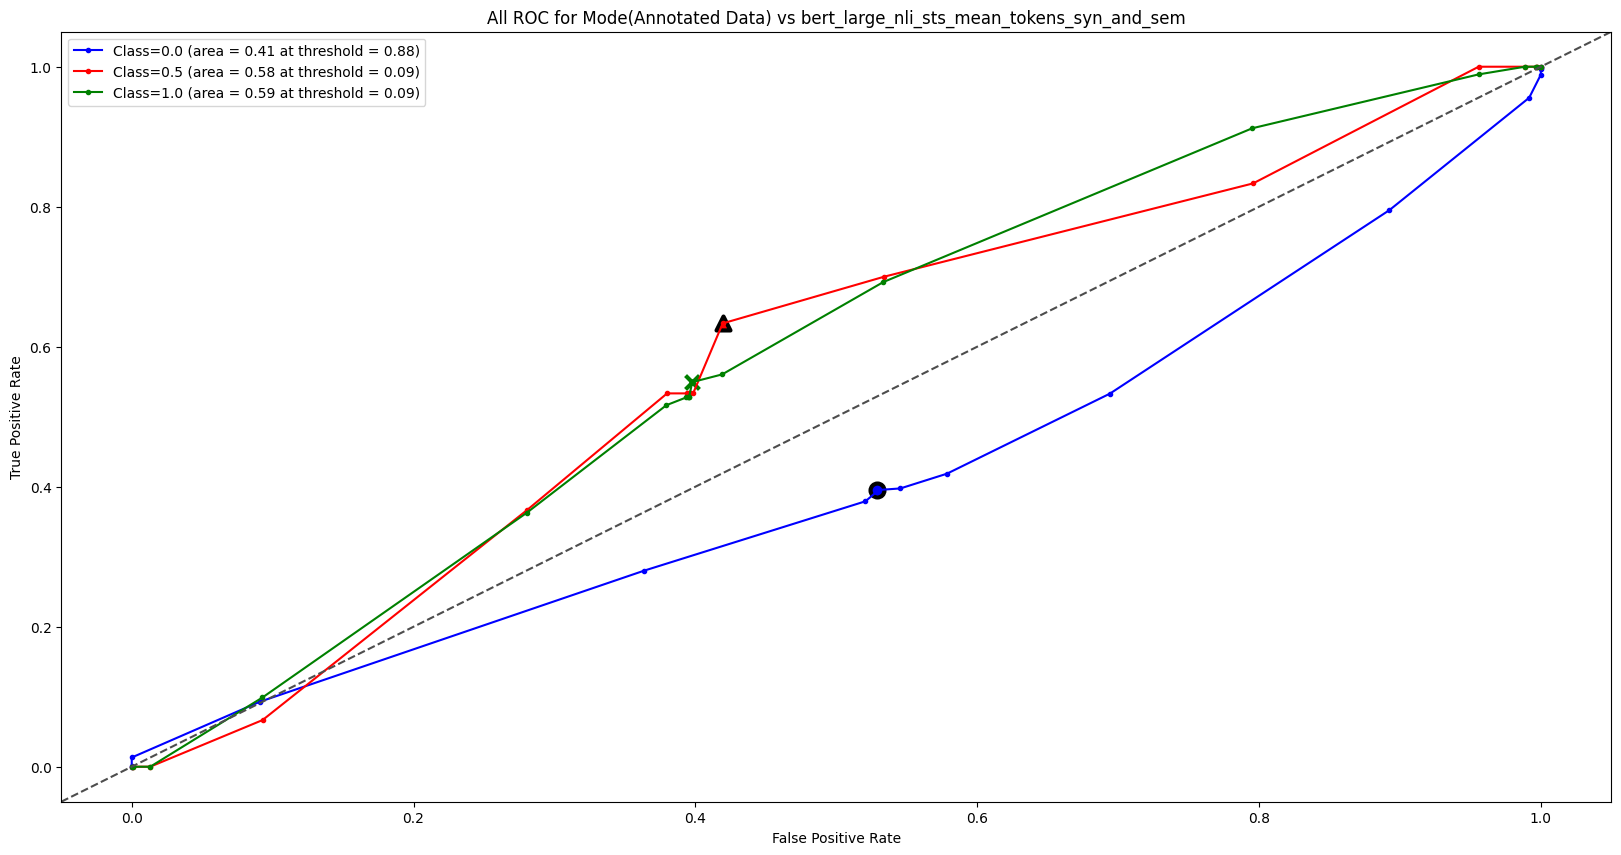 All ROC for Mode(Annotated Data) vs bert_large_nli_sts_mean_tokens_syn_and_sem
Class=0.0 (area = 0.41 at threshold = 0.88)
Class=0.5 (area = 0.58 at threshold = 0.09)
Class=1.0 (area = 0.59 at threshold = 0.09)
True Positive Rate
1.0
0.8
0.6
0.4
0.2
0.0
0.0 0.2 0.4 0.6 0.8 1.0
False Positive Rate